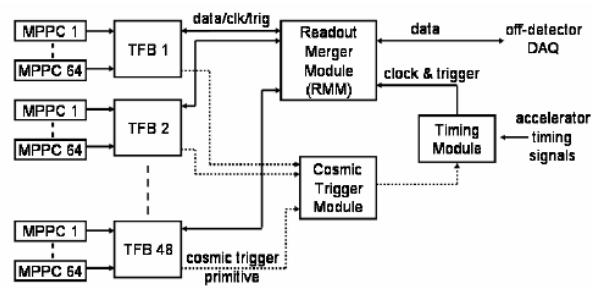 MPPC 1
MPPC 64
TFB 1
data/clk/trig
Readout
Merger
Module
(RMM)
data
off-detector
DAQ
clock & trigger
MPPC 1
MPPC 64
TFB 2
Timing
Module
accelerator
timing
signals
Cosmic
Trigger
Module
MPPC 1
MPPC 64
TFB 48
cosmic trigger
primitive